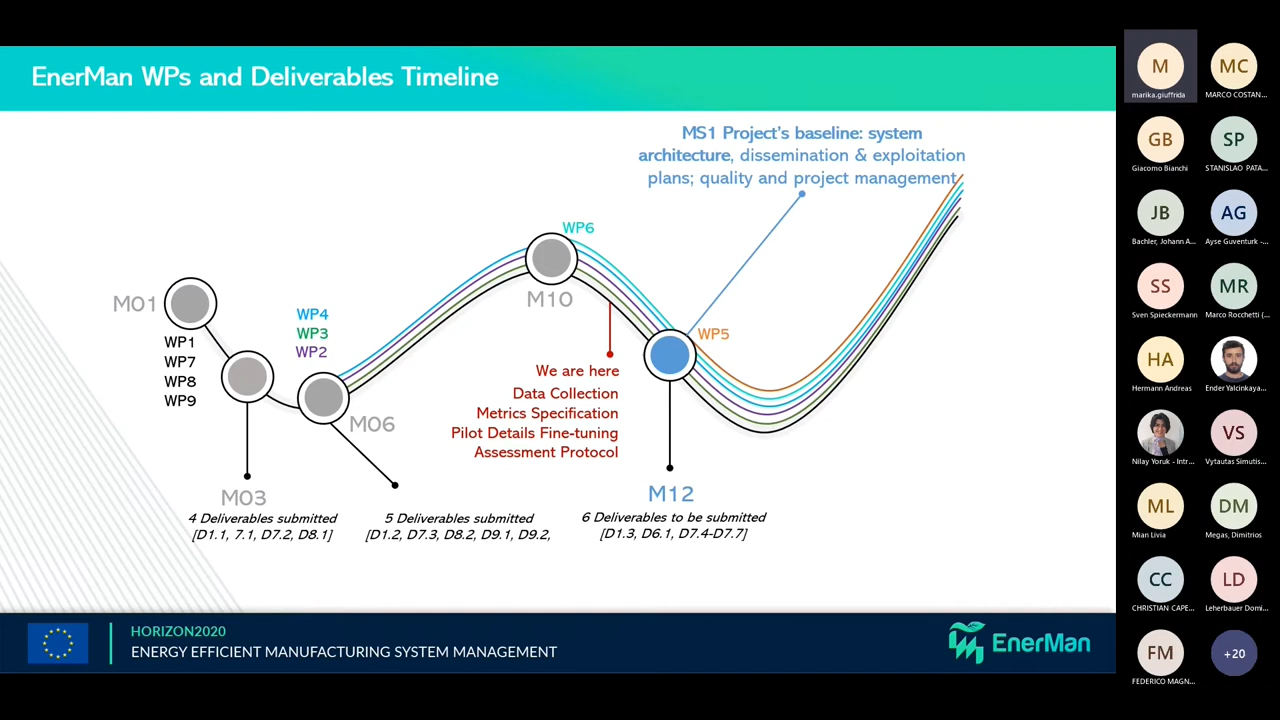 EnerMan WPs and Deliverables Timeline
MS1 Project's baseline: system
architecture, dissemination & exploitation
plans; quality and project management
WP6
M01
M10
WP1
WP7
WP8
WP9
WP4
WP3
WP2
WP5
We are here
Data Collection
Metrics Specification
Pilot Details Fine-tuning
Assessment Protocol
M06
M03
4 Deliverables submitted
[D1.1, 7.1, D7.2, D8.1]
5 Deliverables submitted
[D1.2, D7.3, D8.2, D9.1, D9.2,
M12
6 Deliverables to be submitted
[D1.3, D6.1, D7.4-D7.7]
HORIZON2020
ENERGY EFFICIENT MANUFACTURING SYSTEM MANAGEMENT
EnerMan
M
marika.giuffrida
MC
MARCO COSTAN...
GB
Giacomo Bianchi
SP
STANISLAO PATA...
JB
Bachler, Johann A...
AG
Ayse Guventurk -...
SS
Sven Spieckermann
MR
Marco Rocchetti (...
HA
Hermann Andreas
Ender Yalcinkaya...
Nilay Yoruk - Intr...
VS
Vytautas Simutis...
ML
Mian Livia
DM
Megas, Dimitrios
CC
CHRISTIAN CAPE...
LD
Leherbauer Domi...
FM
FEDERICO MAGN...
+20